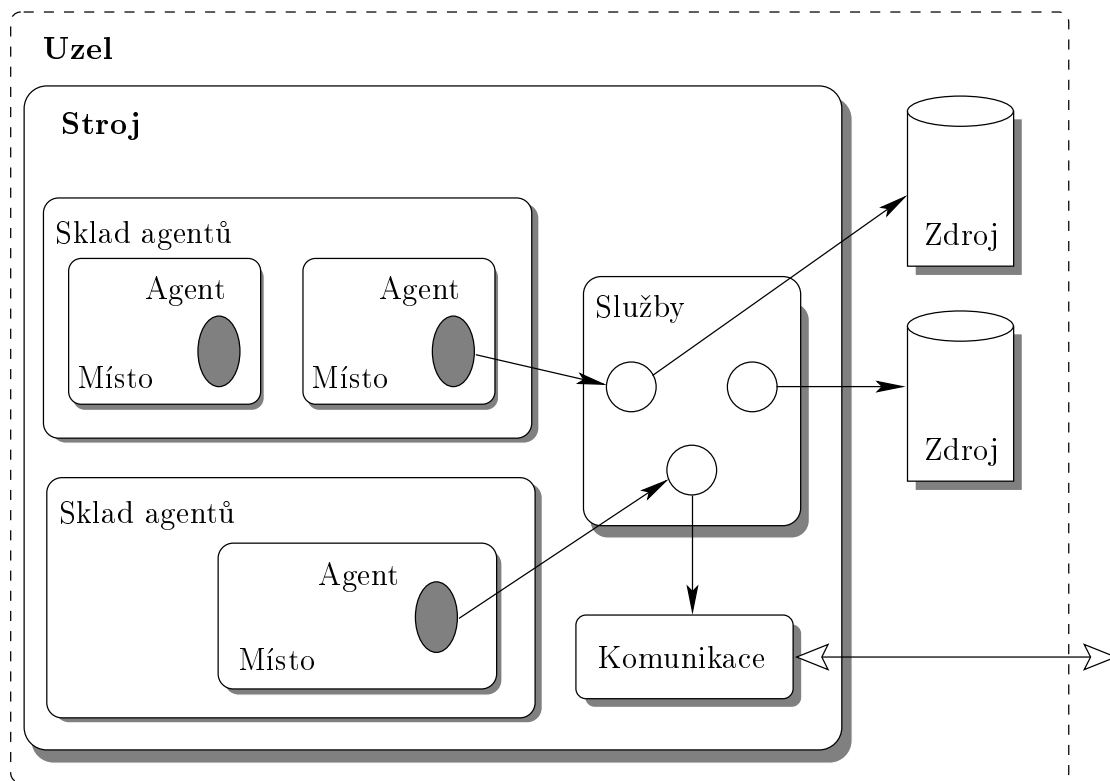 Uzel
Stroj
Sklad agentů
Agent
Místo
Agent
Místo
Služby
Zdroj
Zdroj
Sklad agentů
Agent
Místo
Komunikace